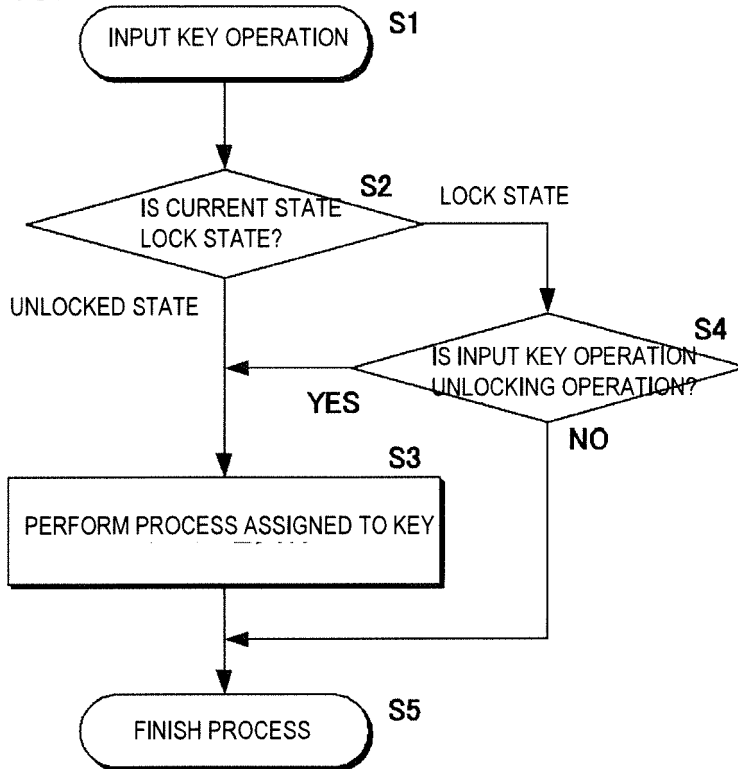 INPUT KEY OPERATION
S1
S2
IS CURRENT STATE
LOCK STATE?
LOCK STATE
UNLOCKED STATE
S4
IS INPUT KEY OPERATION
UNLOCKING OPERATION?
YES
NO
S3
PERFORM PROCESS ASSIGNED TO KEY
FINISH PROCESS
S5